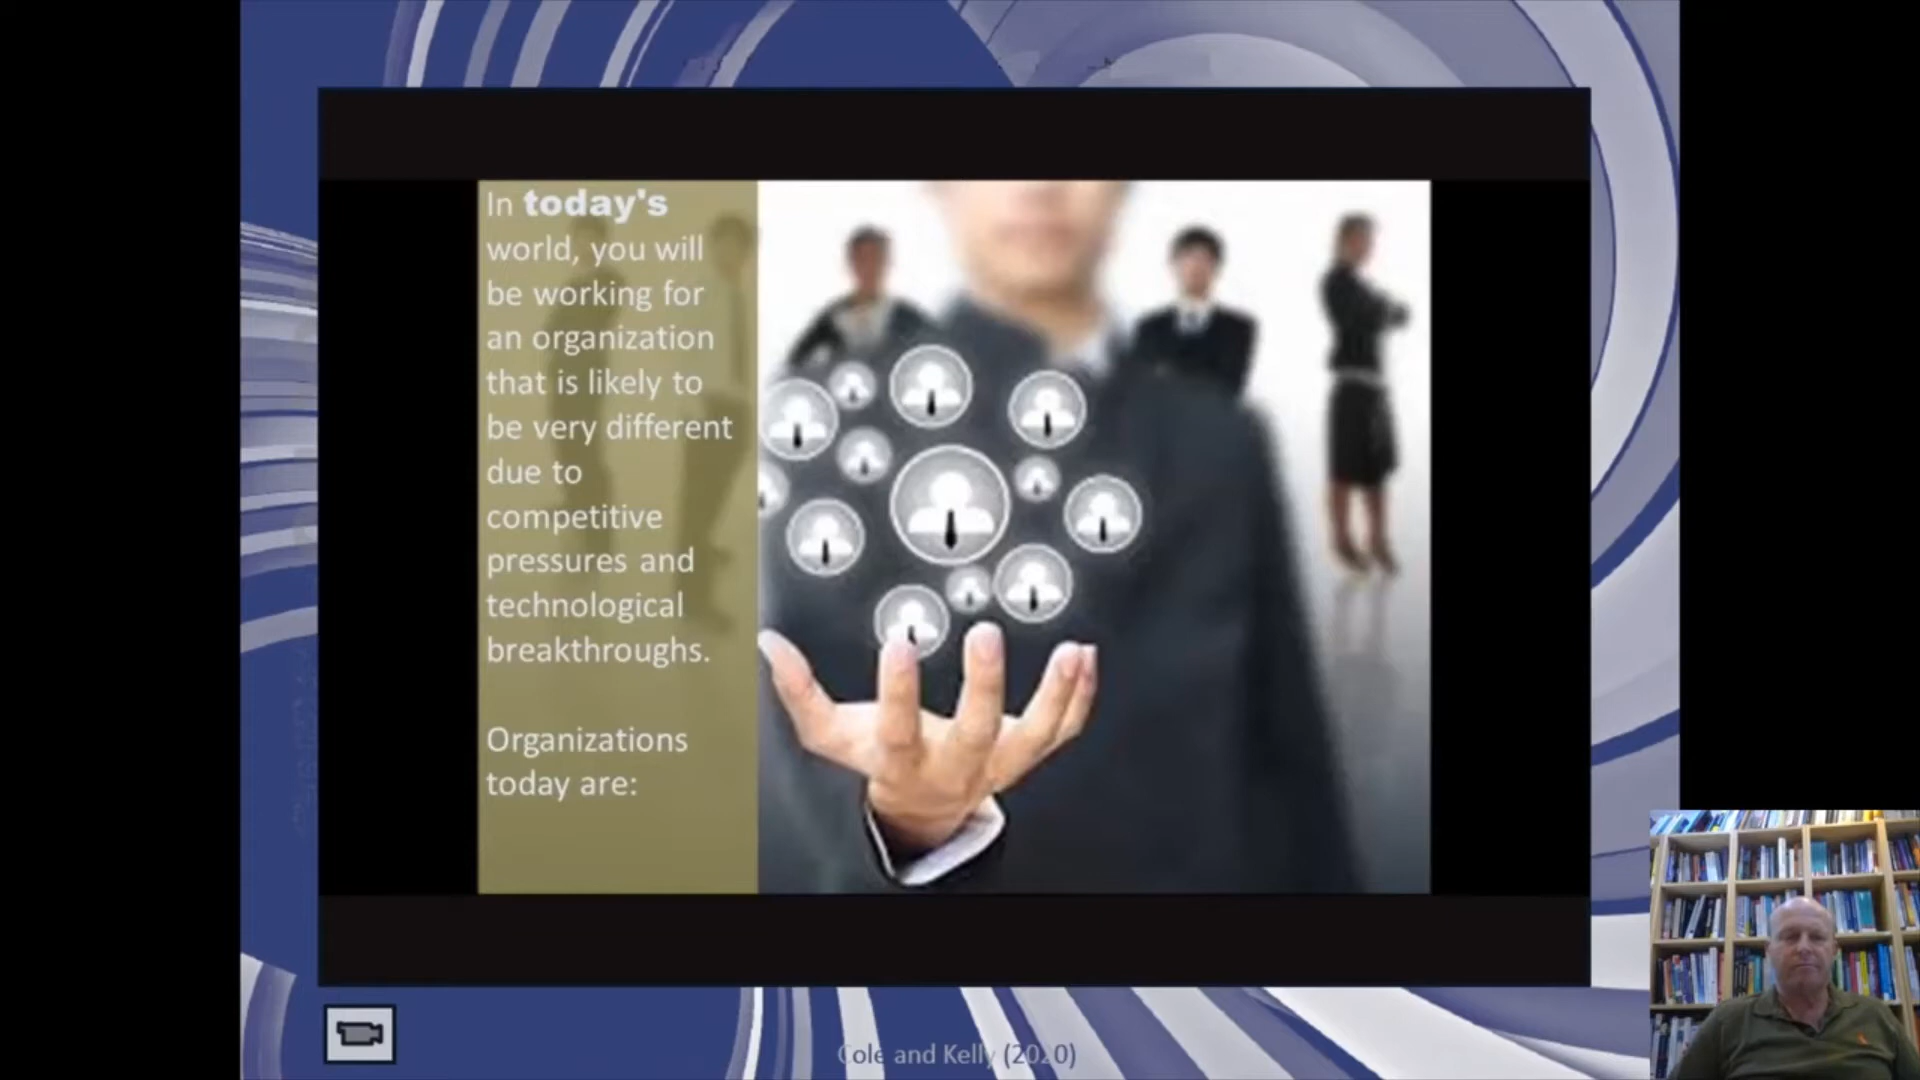 In today's
world, you will
be working for
an organization
that is likely to
be very different
due to
competitive
pressures and
technological
breakthroughs.
Organizations
today are:
Cole and Kelly (2020)